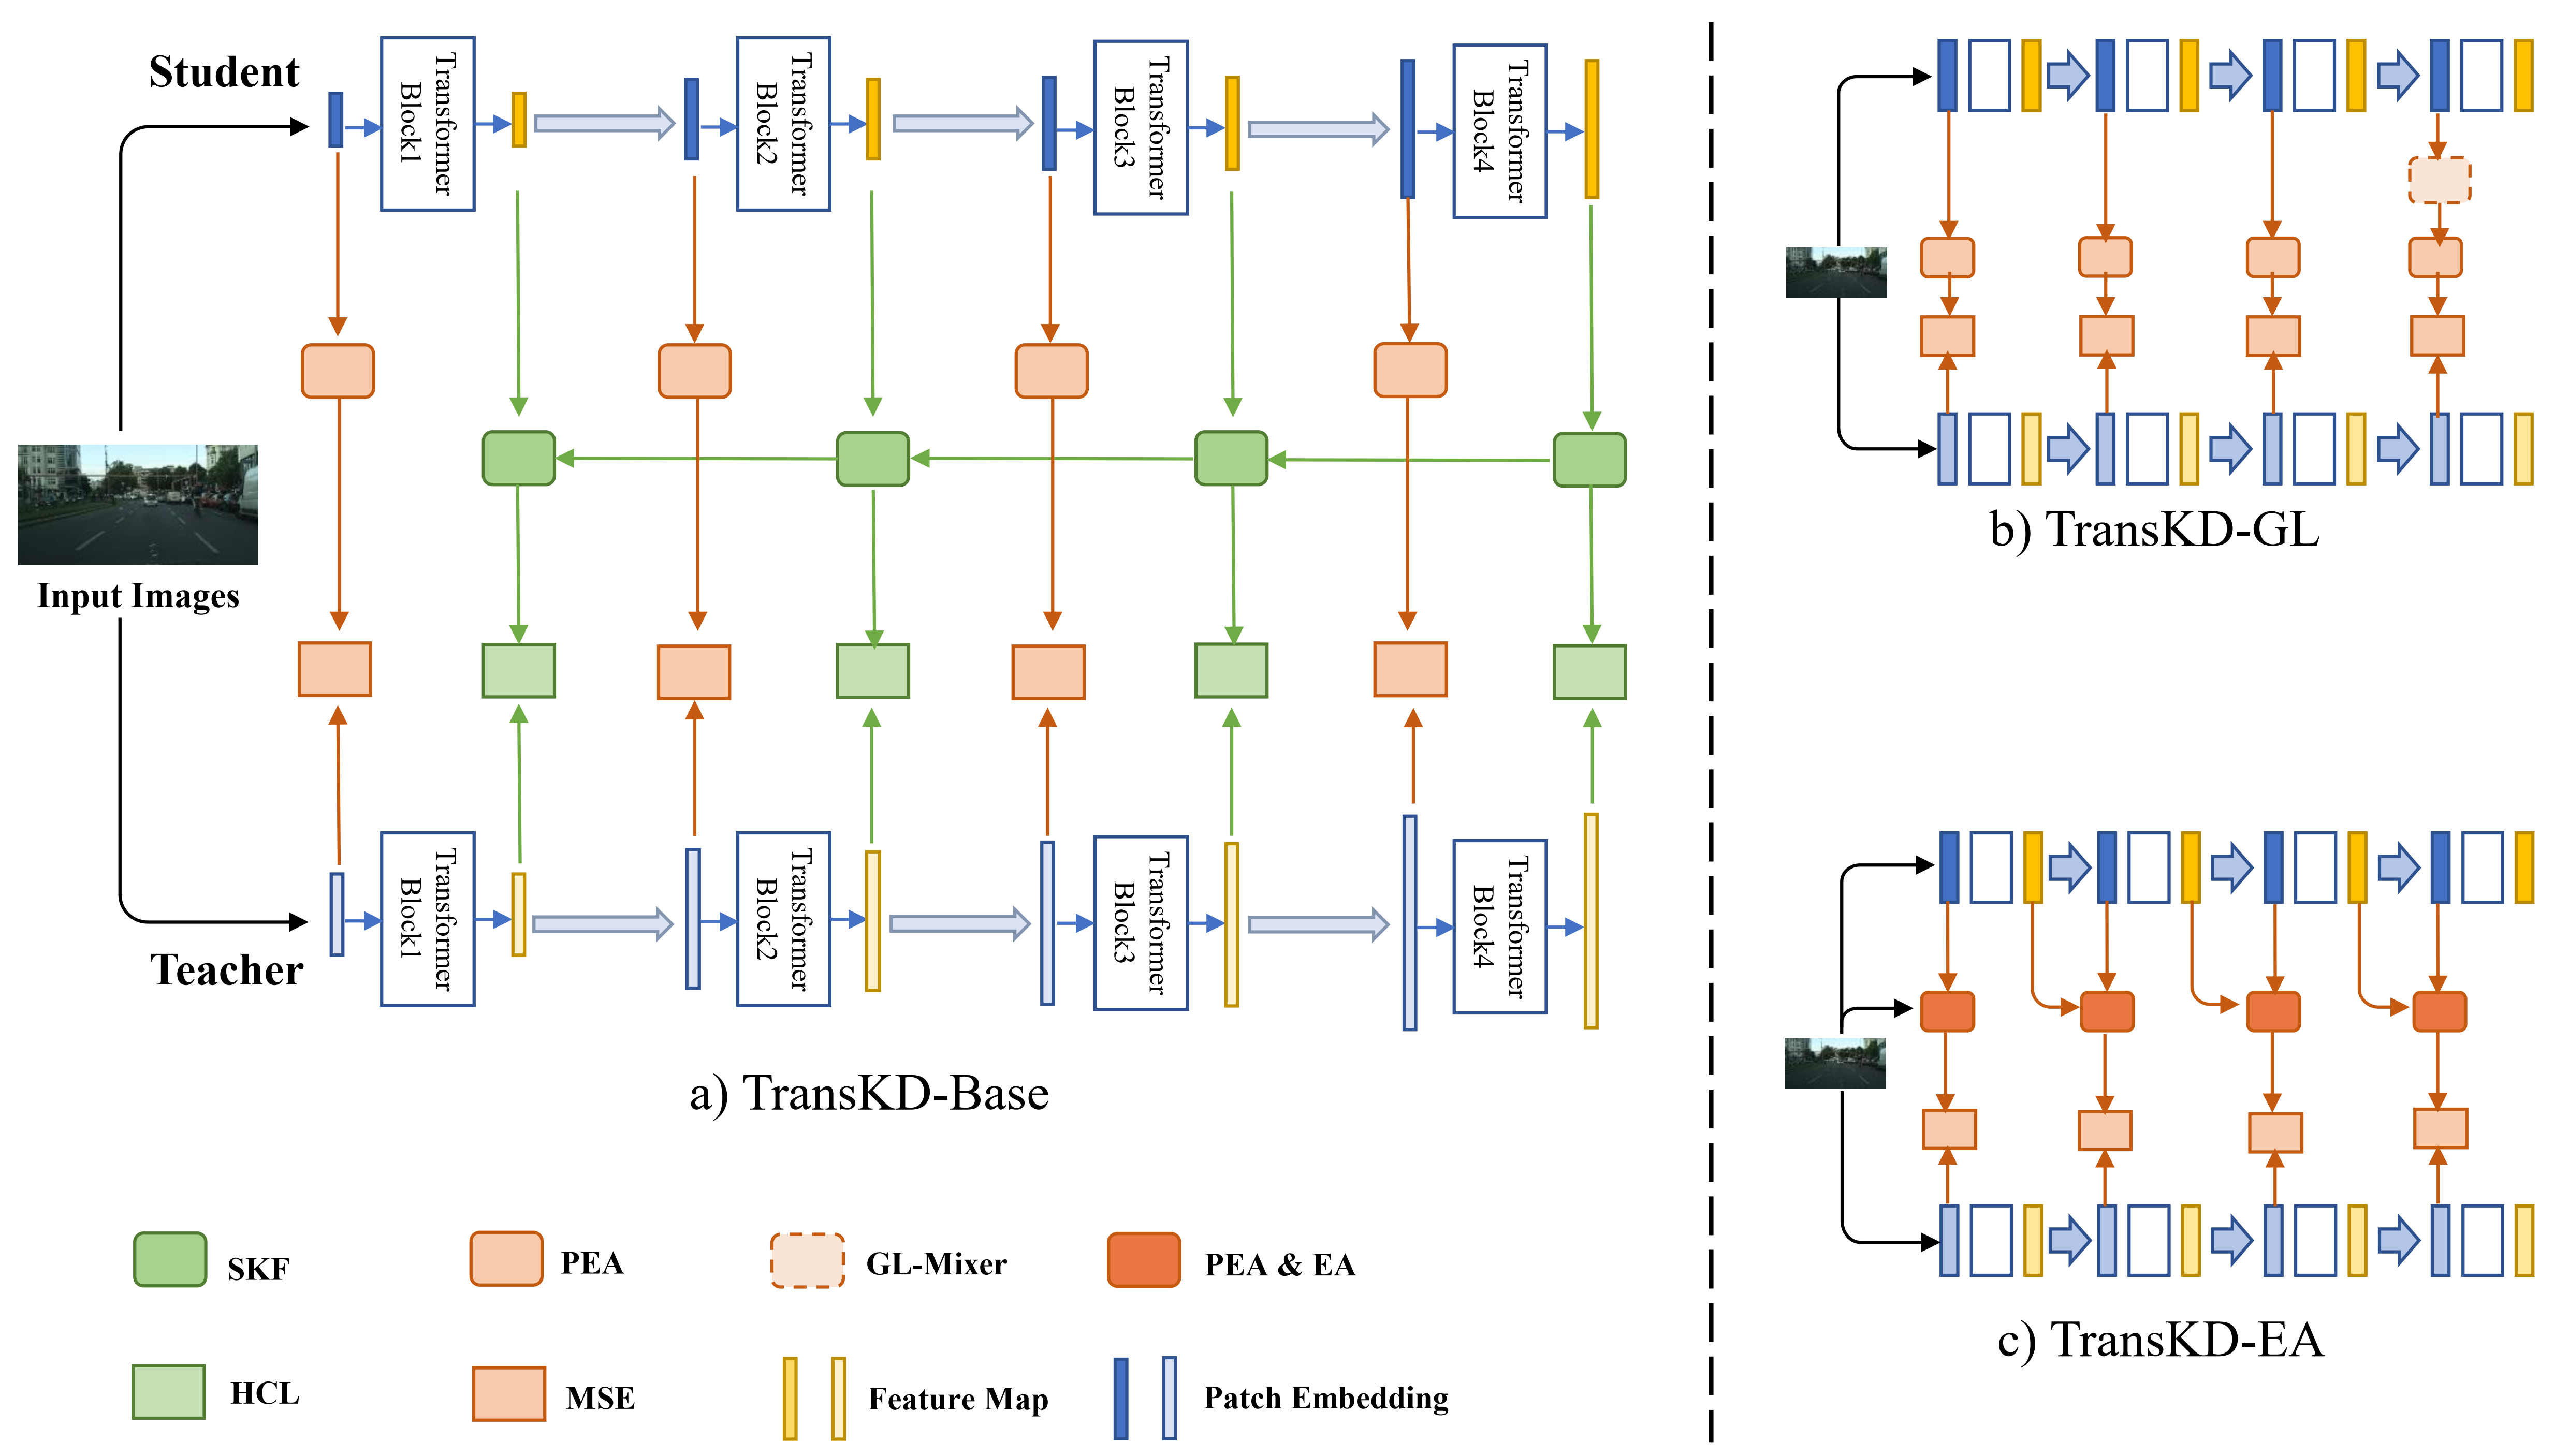 Student
Transformer
Block1
Transformer
Block2
Transformer
Block3
Transformer
Block4
Input Images
Teacher
Transformer
Block1
Transformer
Block2
Transformer
Block3
Transformer
Block4
a) TransKD-Base
SKF
PEA
GL-Mixer
PEA & EA
HCL
MSE
Feature Map
Patch Embedding
b) TransKD-GL
c) TransKD-EA